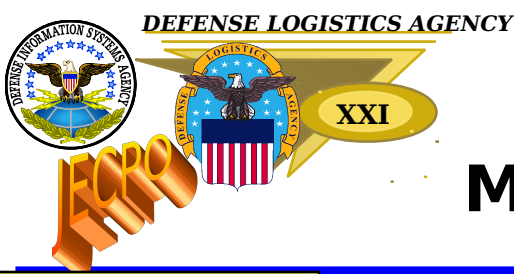 DEFENSE LOGISTICS AGENCY
DEFENSE INFORMATION SYSTEMS AGENCY
DEFENSE LOGISTICS AGENCY
XXI
JECPO
M